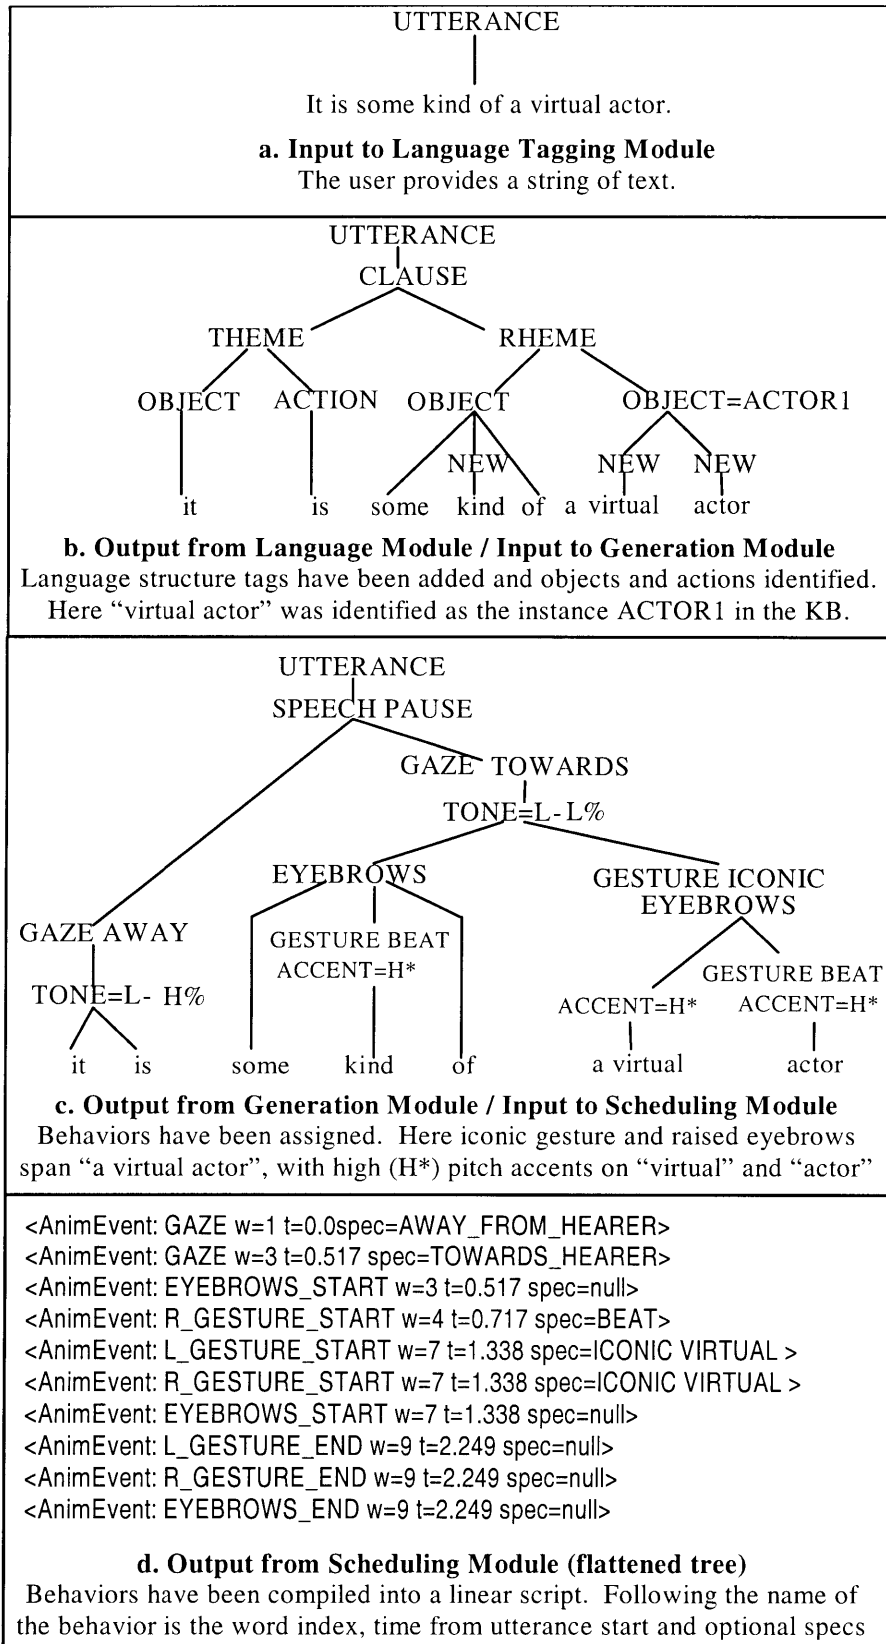 UTTERANCE
It is some kind of a virtual actor.
a. Input to Language Tagging Module
The user provides a string of text.
UTTERANCE
CLAUSE
THEME RHEME
OBJECT ACTION OBJECT OBJECT=ACTOR1
NEW NEW NEW
it is some kind of a virtual actor
b. Output from Language Module / Input to Generation Module
Language structure tags have been added and objects and actions identified.
Here “virtual actor” was identified as the instance ACTOR1 in the KB.
UTTERANCE
SPEECH PAUSE
GAZE TOWARDS
TONE=L- L%
EYEBROWS GESTURE ICONIC
EYEBROWS
GAZE AWAY GESTURE BEAT
ACCENT=H* GESTURE BEAT
TONE=L- H% ACCENT=H* ACCENT=H*
it is some kind of a virtual actor
c. Output from Generation Module / Input to Scheduling Module
Behaviors have been assigned. Here iconic gesture and raised eyebrows
span “a virtual actor”, with high (H*) pitch accents on “virtual” and “actor”
<AnimEvent: GAZE w=1 t=0.0spec=AWAY_FROM_HEARER>
<AnimEvent: GAZE w=3 t=0.517 spec=TOWARDS_HEARER>
<AnimEvent: EYEBROWS_START w=3 t=0.517 spec=null>
<AnimEvent: R_GESTURE_START w=4 t=0.717 spec=BEAT>
<AnimEvent: L_GESTURE_START w=7 t=1.338 spec=ICONIC VIRTUAL >
<AnimEvent: R_GESTURE_START w=7 t=1.338 spec=ICONIC VIRTUAL >
<AnimEvent: EYEBROWS_START w=7 t=1.338 spec=null>
<AnimEvent: L_GESTURE_END w=9 t=2.249 spec=null>
<AnimEvent: R_GESTURE_END w=9 t=2.249 spec=null>
<AnimEvent: EYEBROWS_END w=9 t=2.249 spec=null>
d. Output from Scheduling Module (flattened tree)
Behaviors have been compiled into a linear script. Following the name of
the behavior is the word index, time from utterance start and optional specs